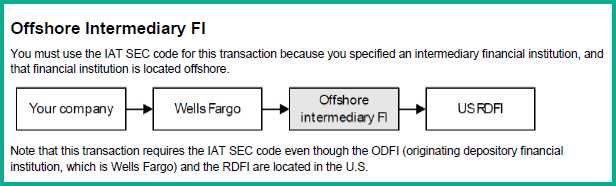 Offshore Intermediary FI
You must use the IAT SEC code for this transaction because you specified an intermediary financial institution, and
that financial institution is located offshore.
Your company
Wells Fargo
Offshore
intermediary FI
US RDFI
Note that this transaction requires the IAT SEC code even though the ODFI (originating depository financial
institution, which is Wells Fargo) and the RDFI are located in the U.S.